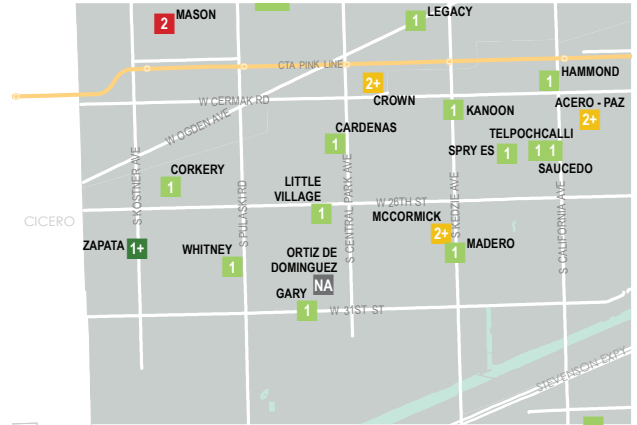 LEGACY
1
MASON
2
CTA PINK LINE
HAMMOND
1
2+
CROWN
ACERO - PAZ
2+
W CERMAK RD
1
KANOON
W OGDEN AVE
CARDENAS
1
TELPOCHCALLI
SPRY ES
1
1
1
SAUCEDO
S KOSTNER AVE
S PULASKI RD
S CENTRAL PARK AVE
S KEDZIE AVE
S CALIFORNIA AVE
CORKERY
1
LITTLE
VILLAGE
1
W 26TH ST
CICERO
MCCORMICK
2+
ZAPATA
1+
WHITNEY
1
ORTIZ DE
DOMINGUEZ
NA
MADERO
1
GARY
1
W 31ST ST
STEVENSON EXPY